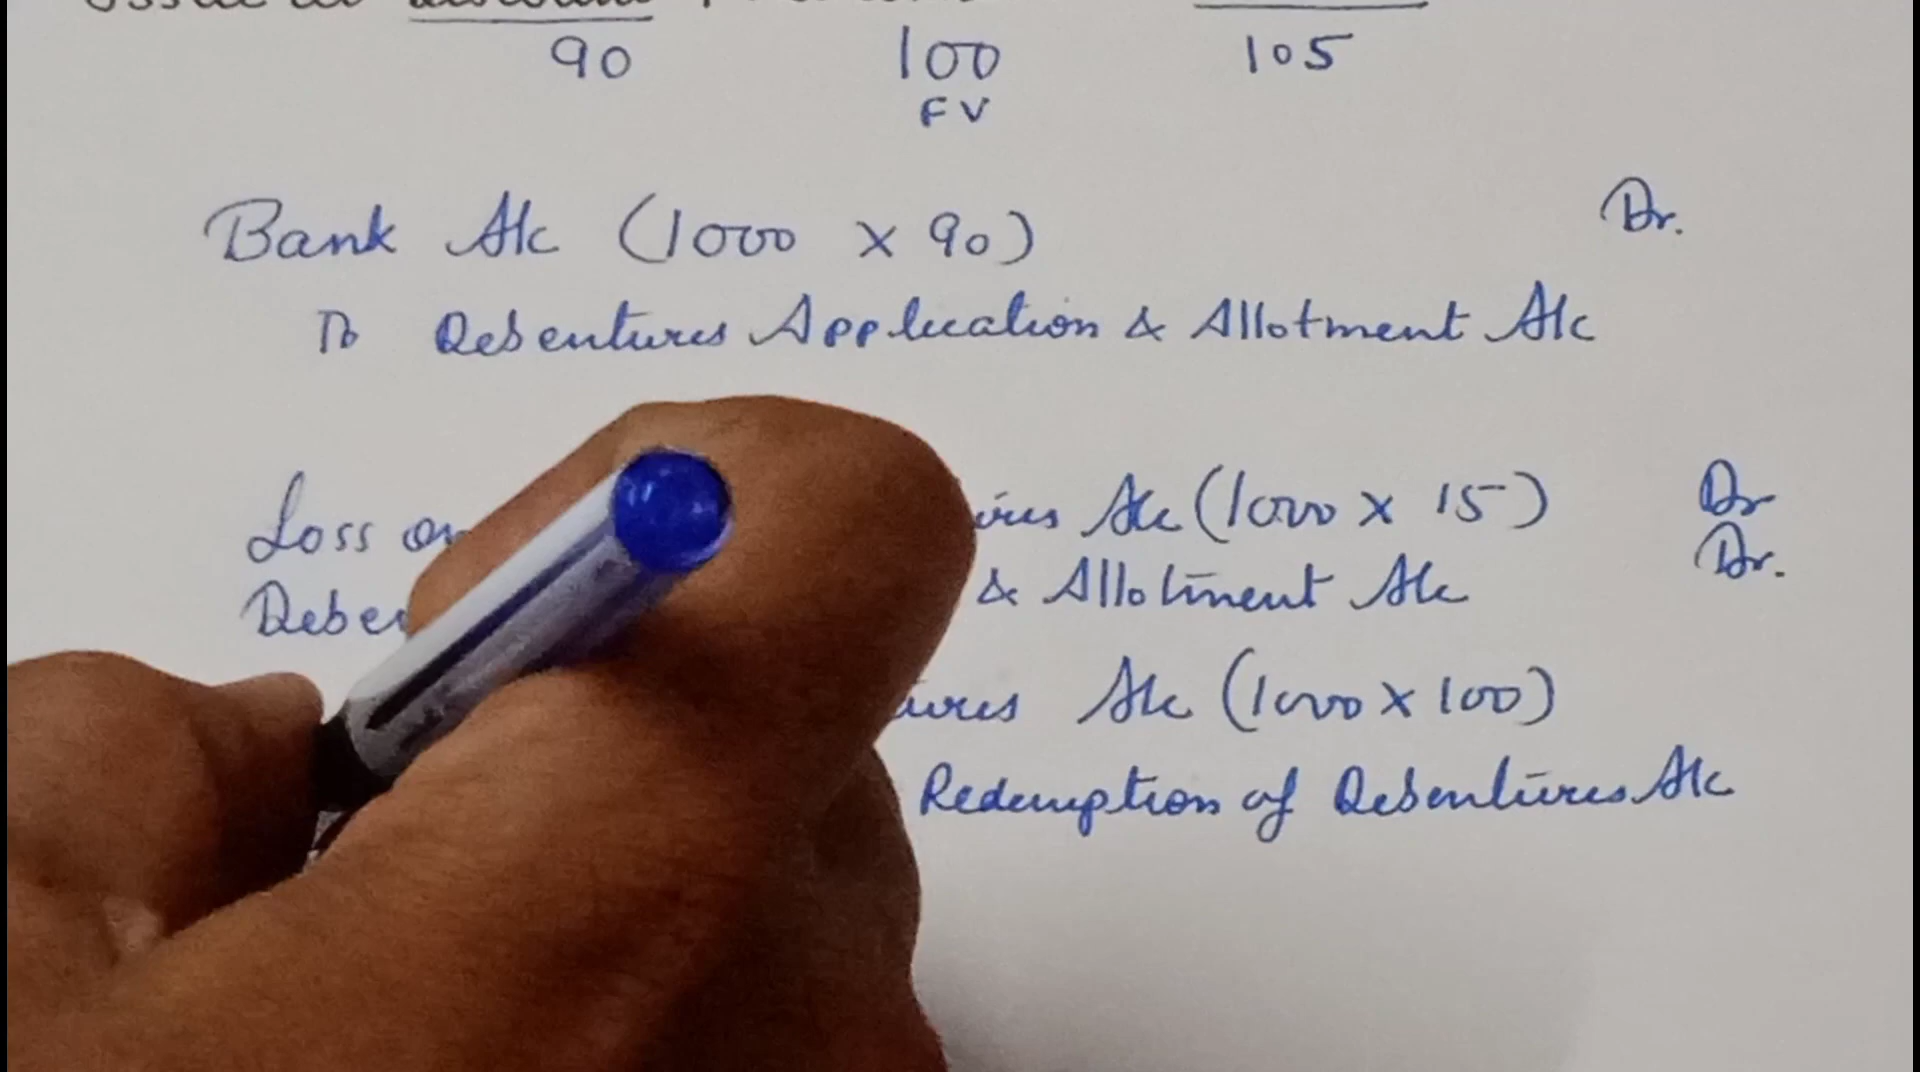 90 100 105
FV
Bank A/c (1000 x 90) Dr.
To Debentures Application & Allotment A/c
Loss on A/c (1000 x 15) Dr
& Allotment A/c Dr.
A/c (1000 x 100)
Redemption of Debentures A/c